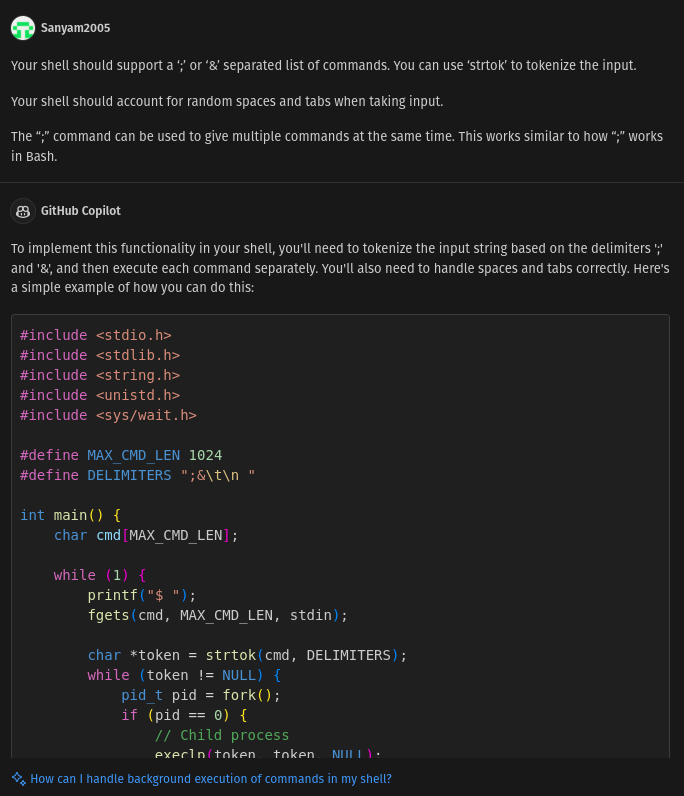 Sanyam2005
Your shell should support a ‘;’ or ‘&’ separated list of commands. You can use ‘strtok’ to tokenize the input.
Your shell should account for random spaces and tabs when taking input.
The “;” command can be used to give multiple commands at the same time. This works similar to how “;” works
in Bash.
GitHub Copilot
To implement this functionality in your shell, you'll need to tokenize the input string based on the delimiters ';'
and '&', and then execute each command separately. You'll also need to handle spaces and tabs correctly. Here's
a simple example of how you can do this:
#include <stdio.h>
#include <stdlib.h>
#include <string.h>
#include <unistd.h>
#include <sys/wait.h>
#define MAX_CMD_LEN 1024
#define DELIMITERS ";&\t\n "
int main() {
    char cmd[MAX_CMD_LEN];
    while (1) {
        printf("$ ");
        fgets(cmd, MAX_CMD_LEN, stdin);
        char *token = strtok(cmd, DELIMITERS);
        while (token != NULL) {
            pid_t pid = fork();
            if (pid == 0) {
                // Child process
                execlp(token, token, NULL);
How can I handle background execution of commands in my shell?